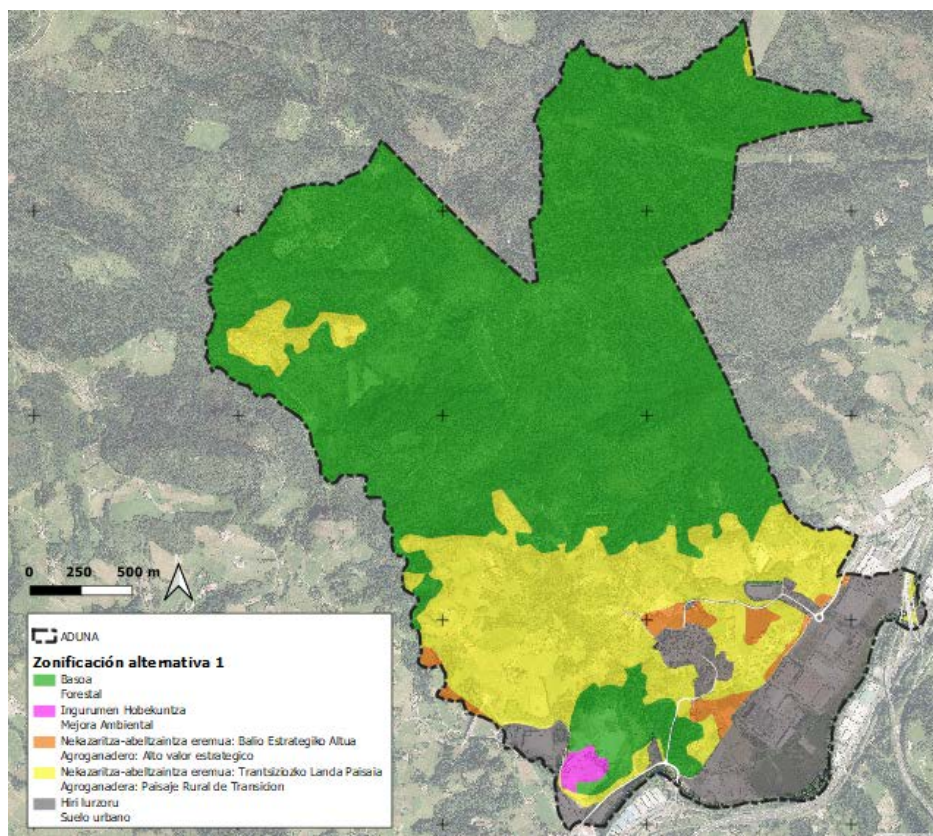 0 250 500 m
ADUNA
Zonificación alternativa 1
Basoa
Forestal
Ingurumen Hobekuntza
Mejora Ambiental
Nekazaritza-abeltzaintza eremua: Balio Estrategiko Altua
Agroganadero: Alto valor estrategico
Nekazaritza-abeltzaintza eremua: Trantsiziozko Landa Paisaia
Agroganadera: Paisaje Rural de Transicion
Hiri lurzoru
Suelo urbano